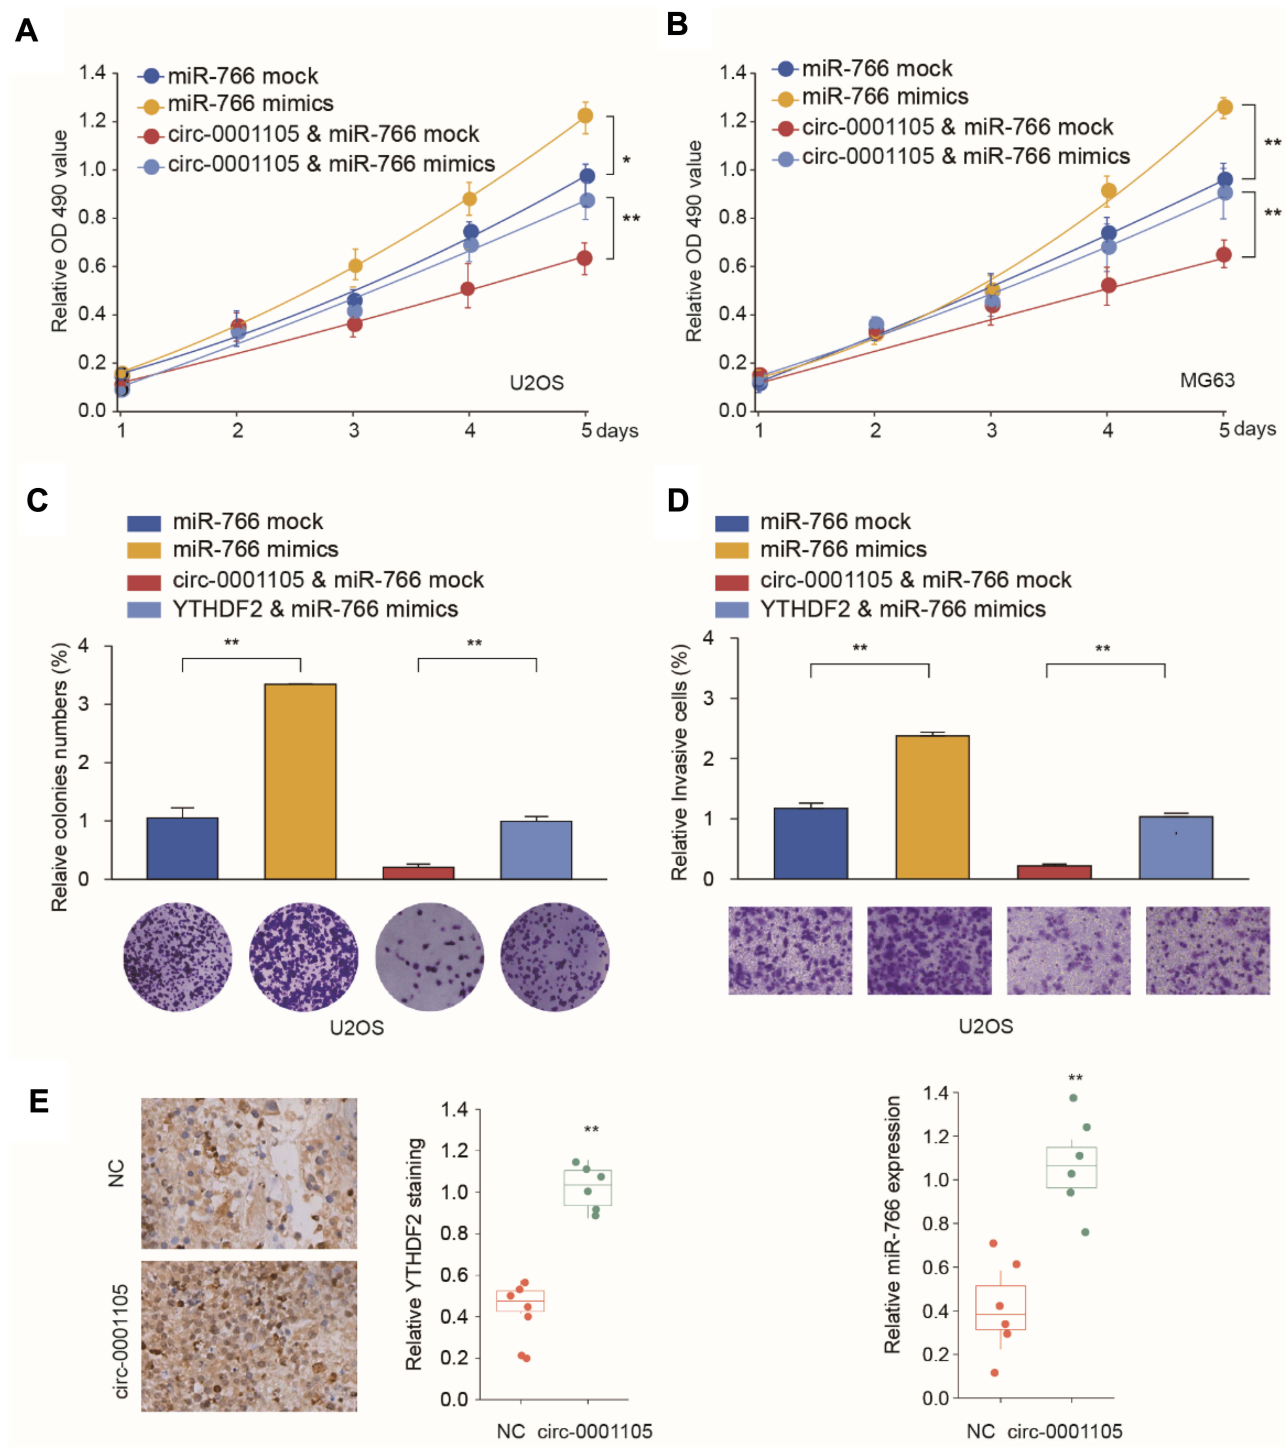 A
miR-766 mock
miR-766 mimics
circ-0001105 & miR-766 mock
circ-0001105 & miR-766 mimics
Relative OD 490 value
1.4
1.2
1.0
0.8
0.6
0.4
0.2
0.0
*
**
U2OS
1 2 3 4 5 days
B
miR-766 mock
miR-766 mimics
circ-0001105 & miR-766 mock
circ-0001105 & miR-766 mimics
Relative OD 490 value
1.4
1.2
1.0
0.8
0.6
0.4
0.2
0.0
**
**
MG63
1 2 3 4 5 days
C
miR-766 mock
miR-766 mimics
circ-0001105 & miR-766 mock
YTHDF2 & miR-766 mimics
Relaive colonies numbers (%)
4
3
2
1
0
** **
U2OS
D
miR-766 mock
miR-766 mimics
circ-0001105 & miR-766 mock
YTHDF2 & miR-766 mimics
Relative Invasive cells (%)
4
3
2
1
0
** **
U2OS
E
NC
circ-0001105
Relative YTHDF2 staining
1.4
1.2
1.0
0.8
0.6
0.4
0.2
0.0
**
NC circ-0001105
Relative miR-766 expression
1.4
1.2
1.0
0.8
0.6
0.4
0.2
0.0
**
NC circ-0001105